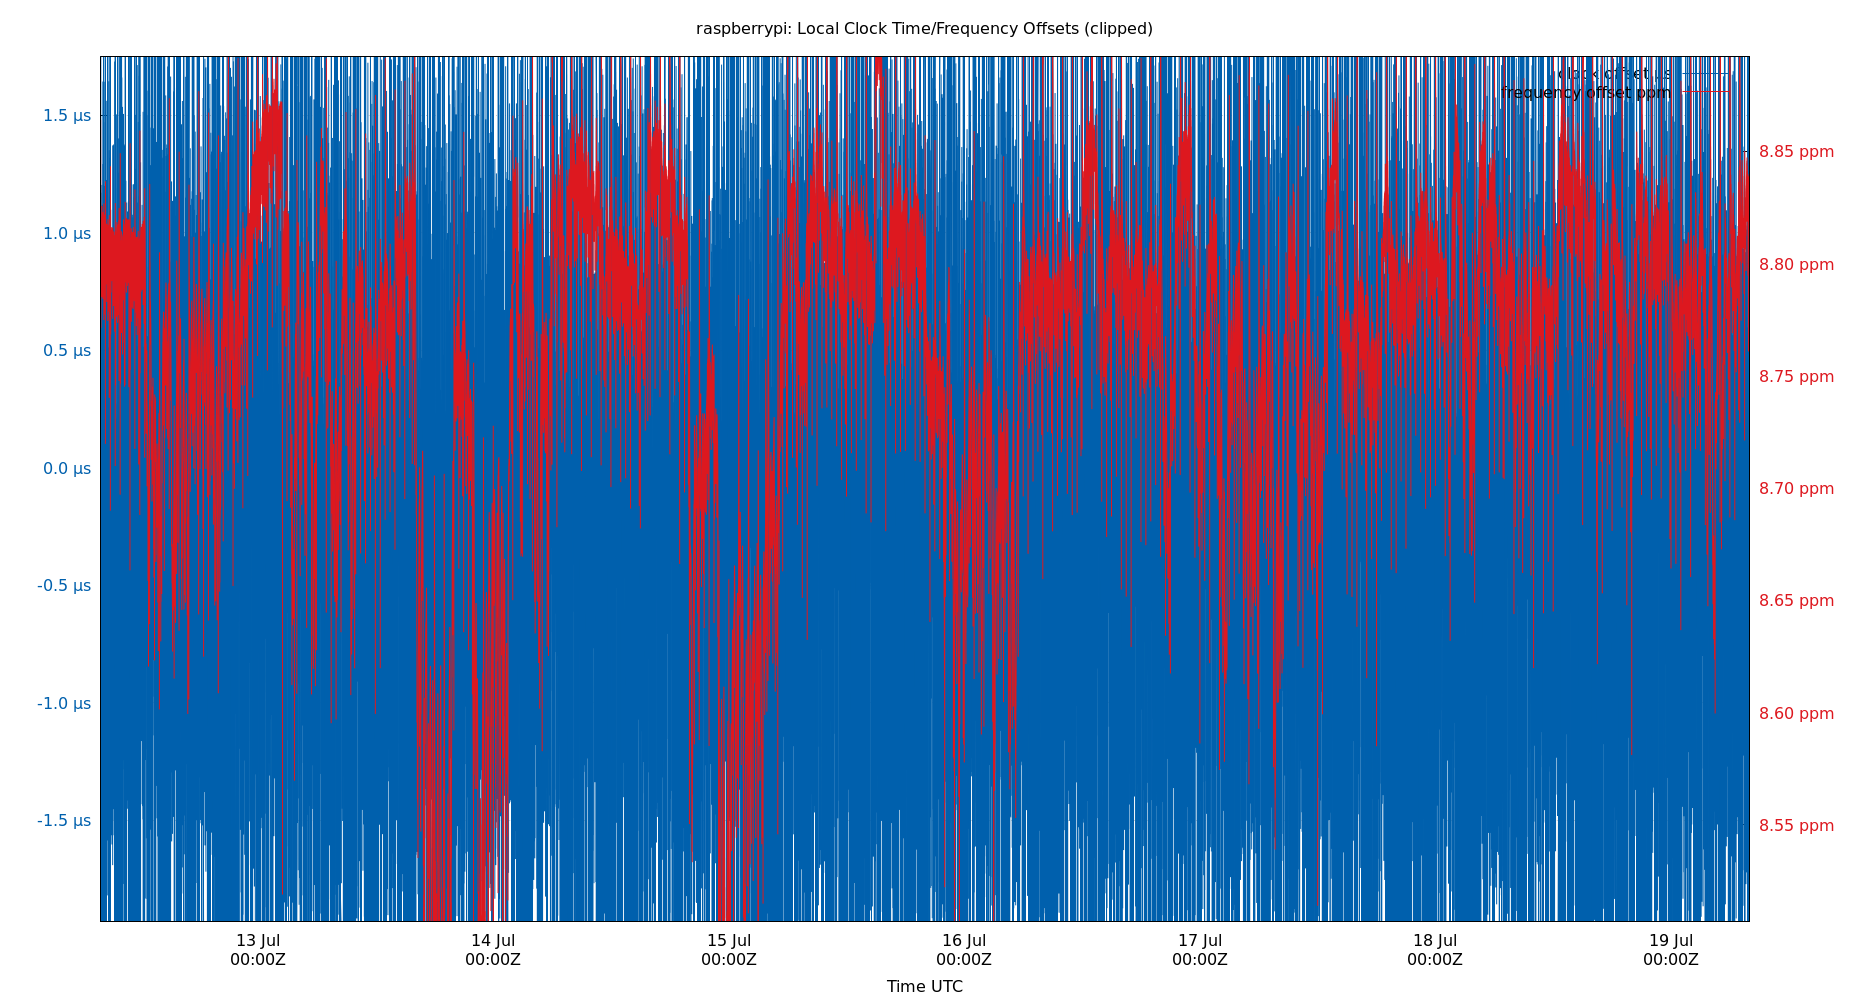 raspberrypi: Local Clock Time/Frequency Offsets (clipped)
clock offset µs
frequency offset ppm
1.5 µs
1.0 µs
0.5 µs
0.0 µs
-0.5 µs
-1.0 µs
-1.5 µs
8.85 ppm
8.80 ppm
8.75 ppm
8.70 ppm
8.65 ppm
8.60 ppm
8.55 ppm
13 Jul 14 Jul 15 Jul 16 Jul 17 Jul 18 Jul 19 Jul
00:00Z 00:00Z 00:00Z 00:00Z 00:00Z 00:00Z 00:00Z
Time UTC